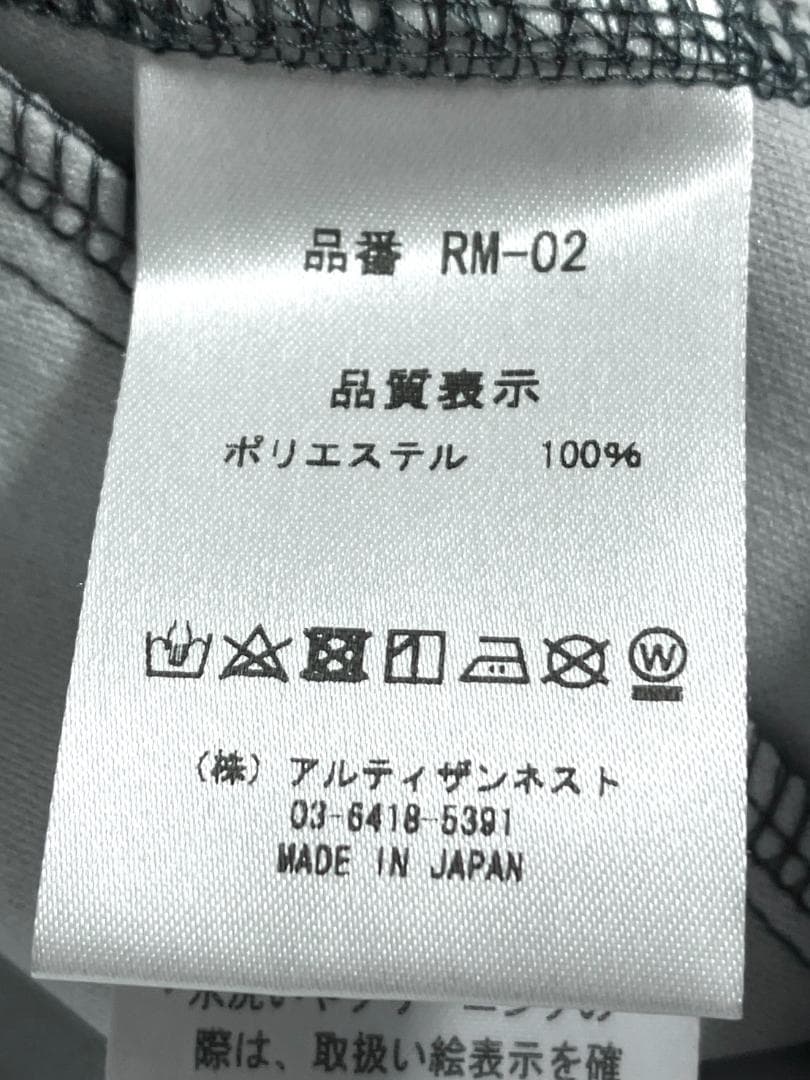 品番 RM-02
品質表示
ポリエステル 100%
W
(株) アルティザンネスト
03-6418-5391
MADE IN JAPAN
際は、取扱い絵表示を確